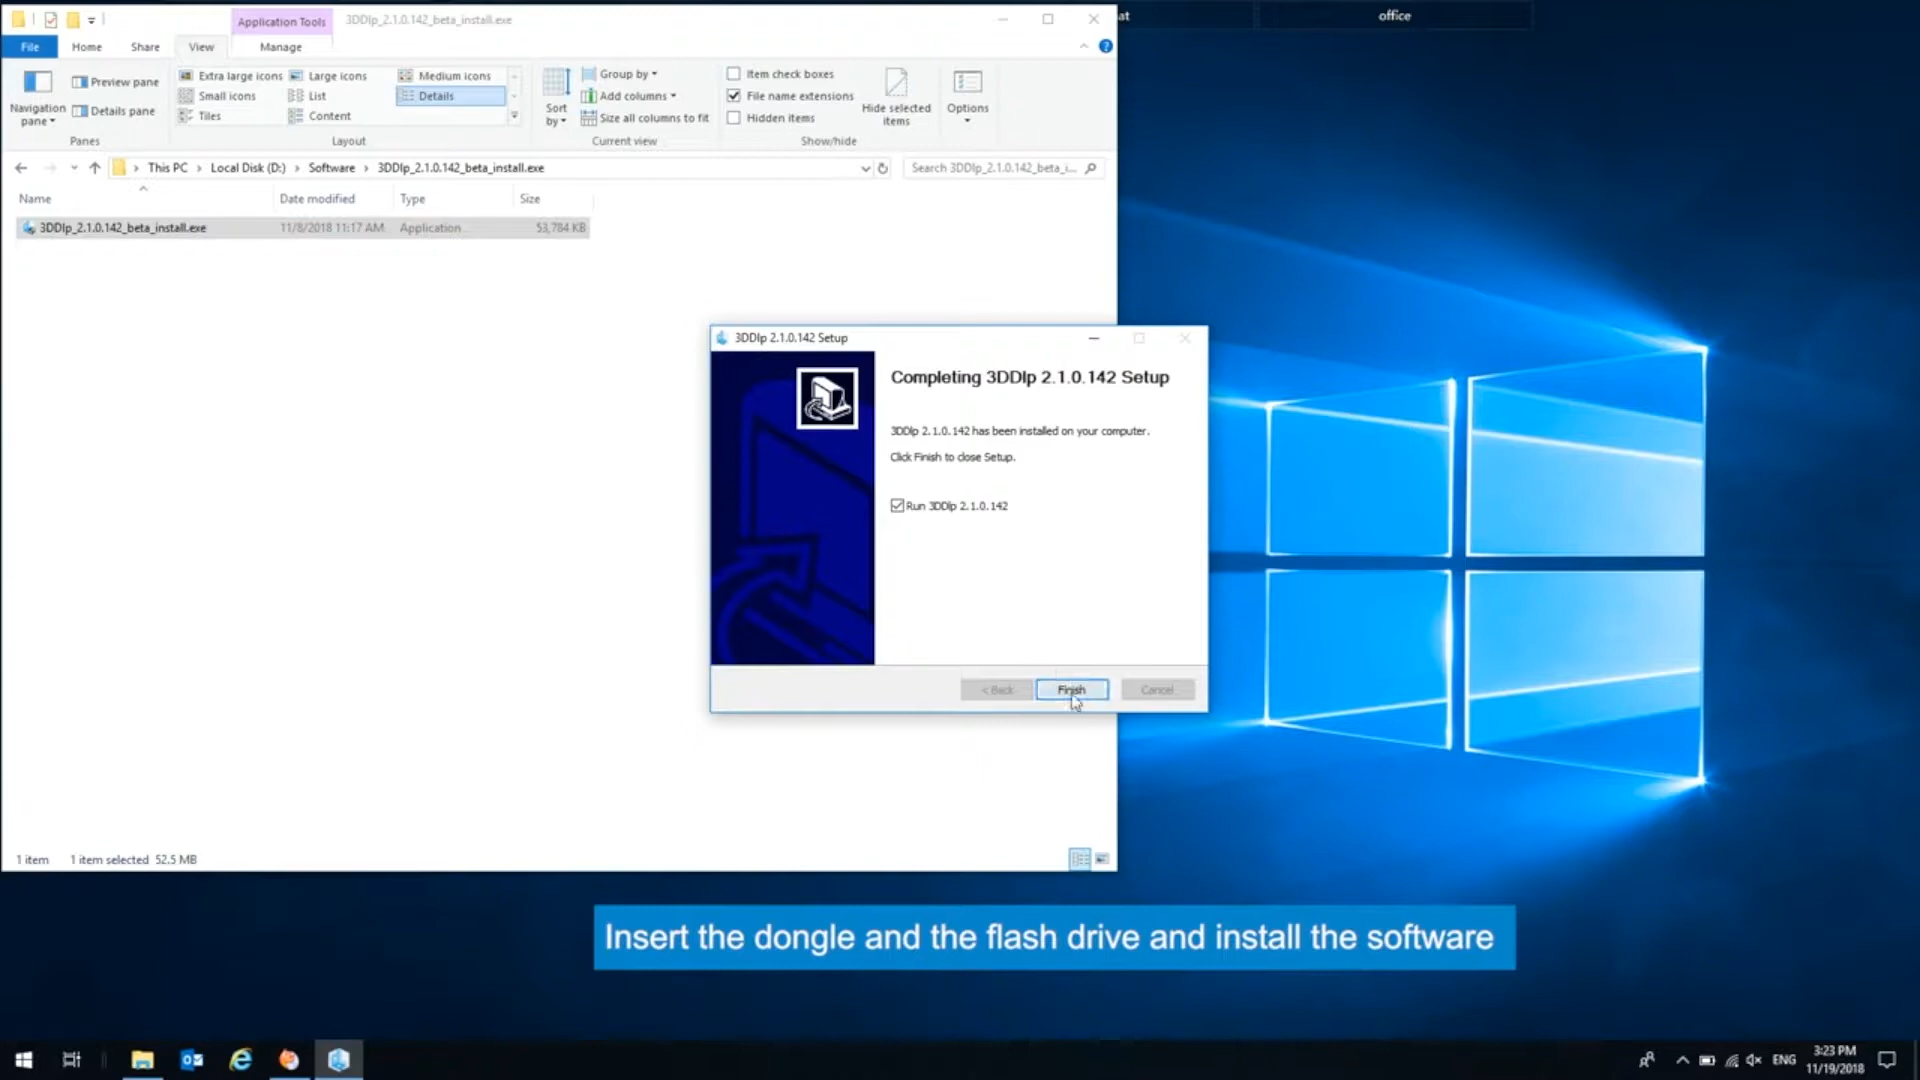 Application Tools
3DDlp_2.1.0.142_beta_install.exe
at
office
File
Home
Share
View
Manage
Navigation pane
Preview pane
Details pane
Panes
Extra large icons
Large icons
Medium icons
Small icons
List
Details
Tiles
Content
Layout
Sort by
Group by
Add columns
Size all columns to fit
Current view
Item check boxes
File name extensions
Hidden items
Hide selected items
Show/hide
Options
This PC > Local Disk (D:) > Software > 3DDlp_2.1.0.142_beta_install.exe
Search 3DDlp_2.1.0.142_beta_i...
Name
Date modified
Type
Size
3DDlp_2.1.0.142_beta_install.exe
11/8/2018 11:17 AM
Application
53,784 KB
3DDlp 2.1.0.142 Setup
Completing 3DDlp 2.1.0.142 Setup
3DDlp 2.1.0.142 has been installed on your computer.
Click Finish to close Setup.
Run 3DDlp 2.1.0.142
< Back
Finish
Cancel
1 item
1 item selected 52.5 MB
Insert the dongle and the flash drive and install the software
ENG
3:23 PM
11/19/2018